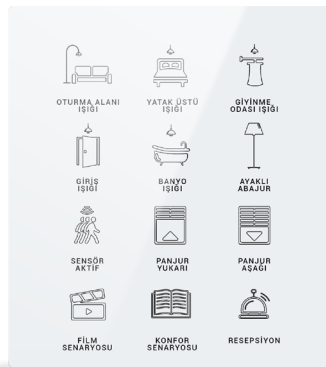 OTURMA ALANI IŞIĞI
YATAK ÜSTÜ IŞIĞI
GİYİNME ODASI IŞIĞI
GİRİŞ IŞIĞI
BANYO IŞIĞI
AYAKLI ABAJUR
SENSÖR AKTİF
PANJUR YUKARI
PANJUR AŞAĞI
FİLM SENARYOSU
KONFOR SENARYOSU
RESEPSİYON